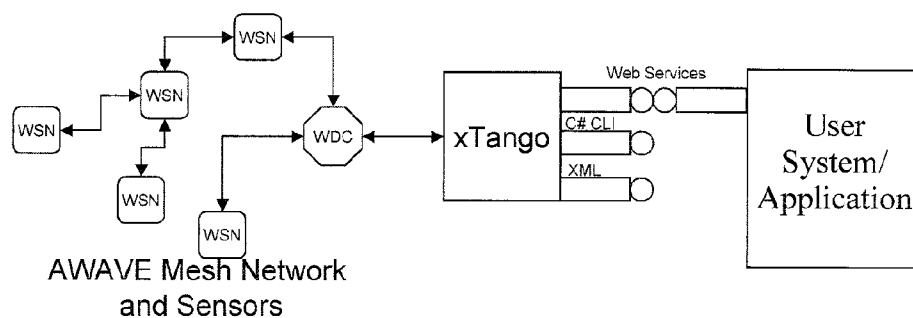 WSN
Web Services
WSN
WSN
WDC
xTango
C# CLI
XML
User
System/
Application
WSN
WSN
AWAVE Mesh Network
and Sensors